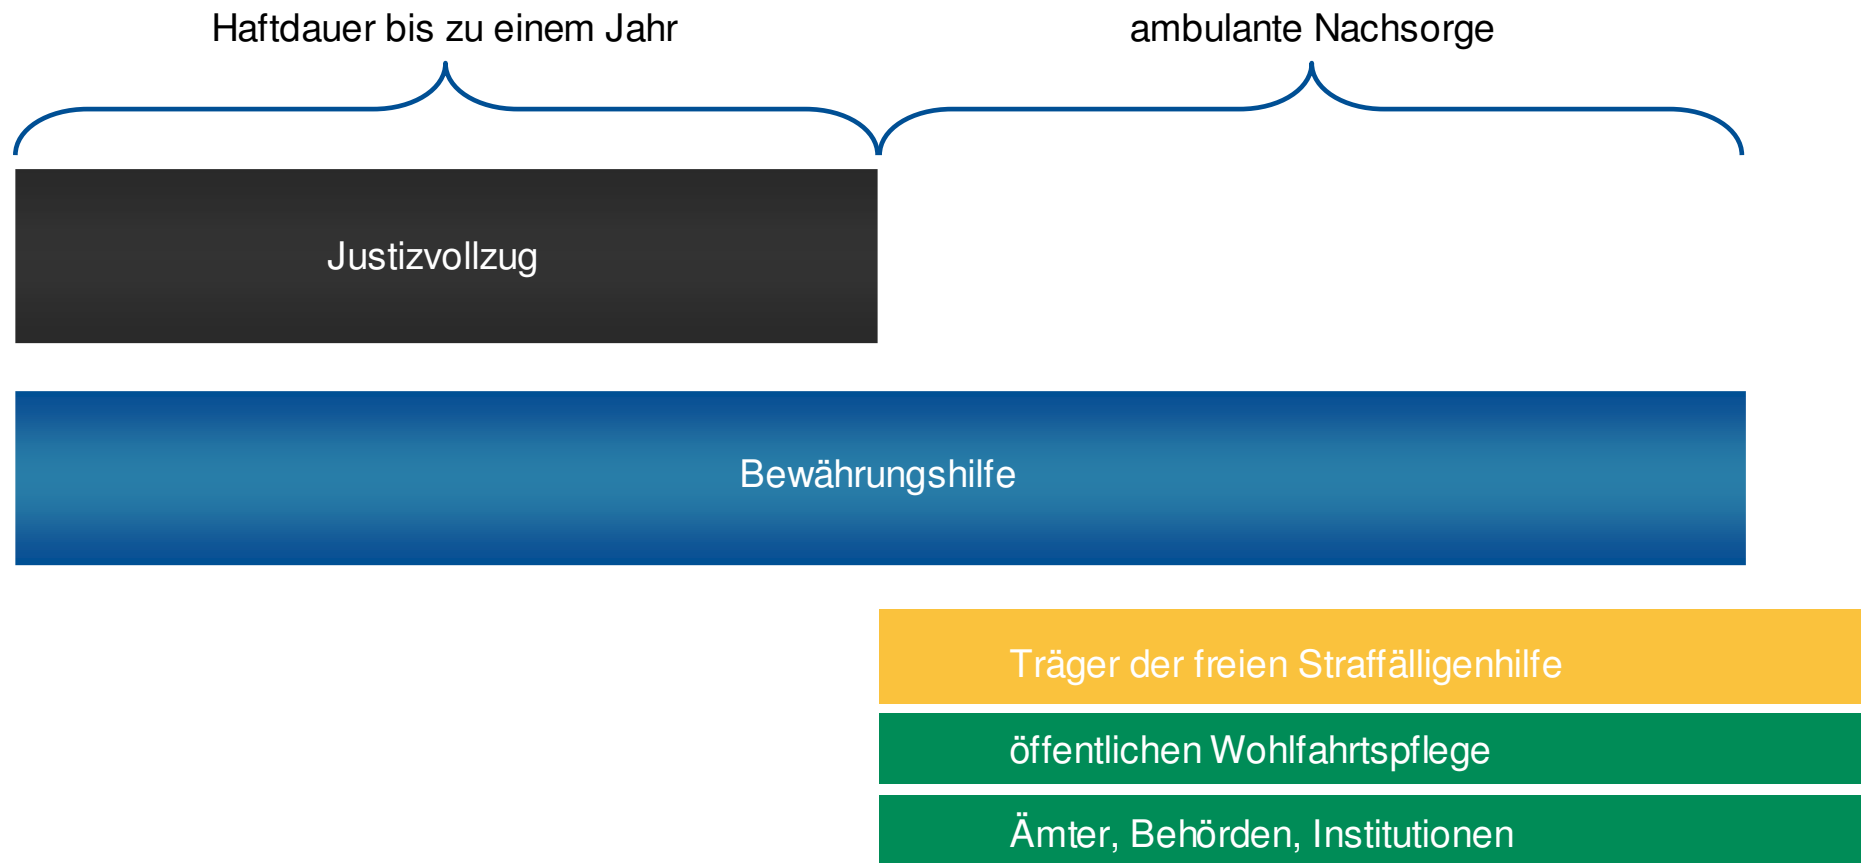 Haftdauer bis zu einem Jahr
ambulante Nachsorge
Justizvollzug
Bewährungshilfe
Träger der freien Straffälligenhilfe
öffentlichen Wohlfahrtspflege
Ämter, Behörden, Institutionen